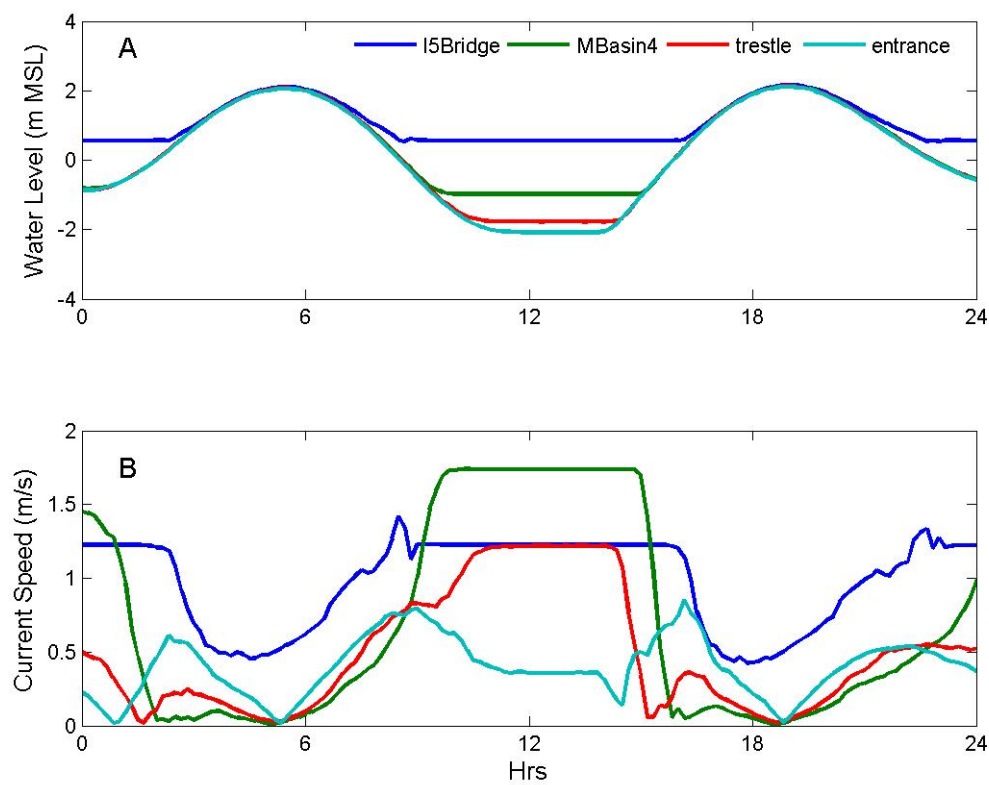 4
A
I5Bridge MBasin4 trestle entrance
2
0
-2
-4
Water Level (m MSL)
0 6 12 18 24
2
B
1.5
1
0.5
0
Current Speed (m/s)
0 6 12 18 24
Hrs